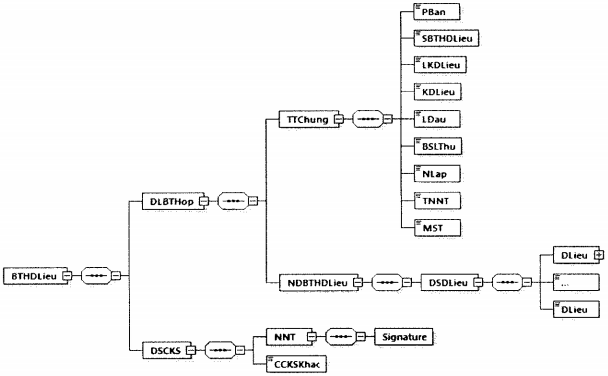 PBan
SBTHDLieu
LKDLieu
KDLieu
TTChung
LDau
BSLThu
NLap
DLBTHop
TNNT
MST
DLieu
BTHDLieu
NDBTHDLieu
DSDLieu
...
DLieu
NNT
Signature
DSCKS
CCKSKhac